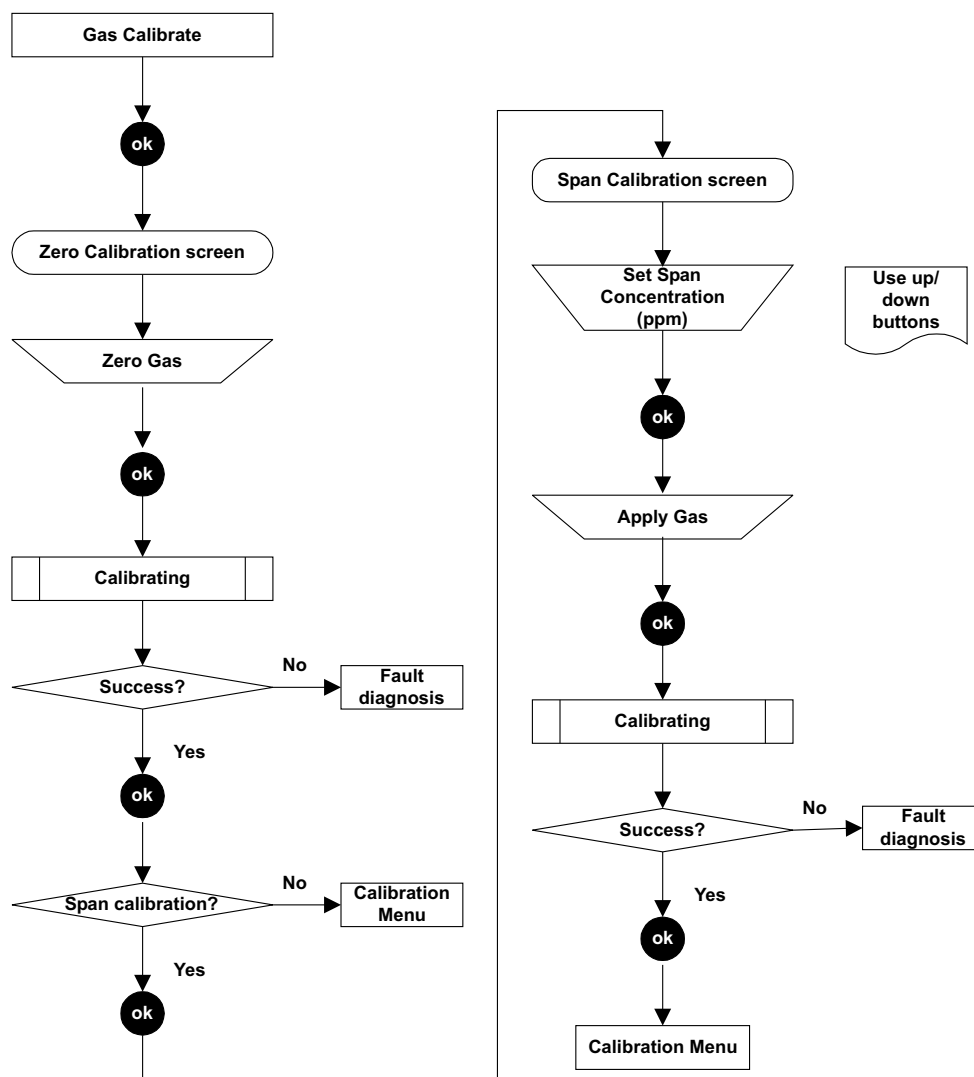 Gas Calibrate
ok
Zero Calibration screen
Zero Gas
ok
Calibrating
Success?
No
Fault
diagnosis
Yes
ok
Span calibration?
No
Calibration
Menu
Yes
ok
Span Calibration screen
Set Span
Concentration
(ppm)
Use up/
down
buttons
ok
Apply Gas
ok
Calibrating
Success?
No
Fault
diagnosis
Yes
ok
Calibration Menu